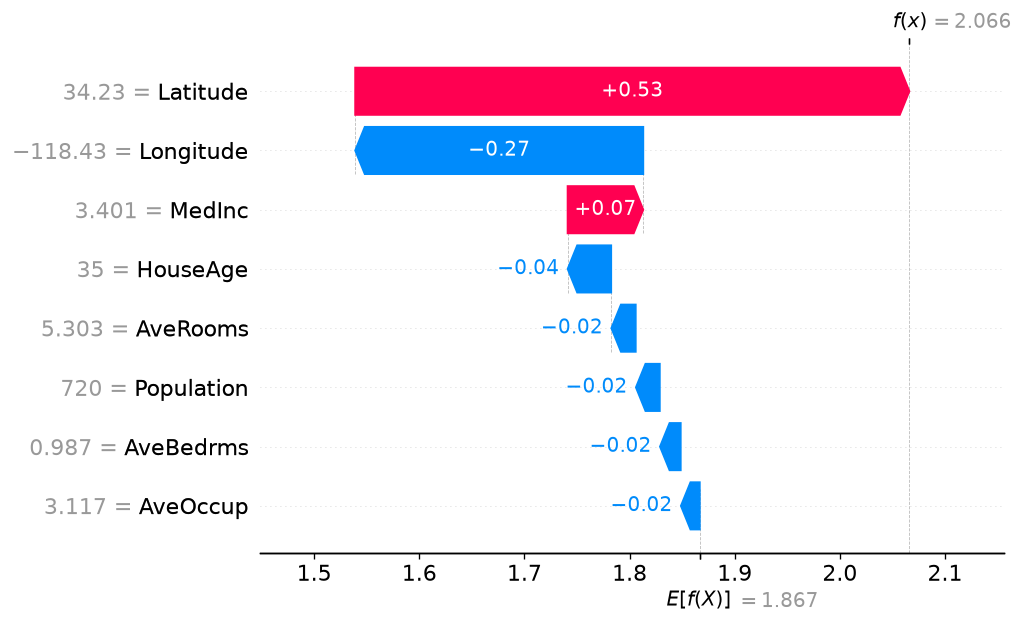 f(x) = 2.066
34.23 = Latitude +0.53
−118.43 = Longitude −0.27
3.401 = MedInc +0.07
35 = HouseAge −0.04
5.303 = AveRooms −0.02
720 = Population −0.02
0.987 = AveBedrms −0.02
3.117 = AveOccup −0.02
1.5 1.6 1.7 1.8 1.9 2.0 2.1
E[f(X)] = 1.867